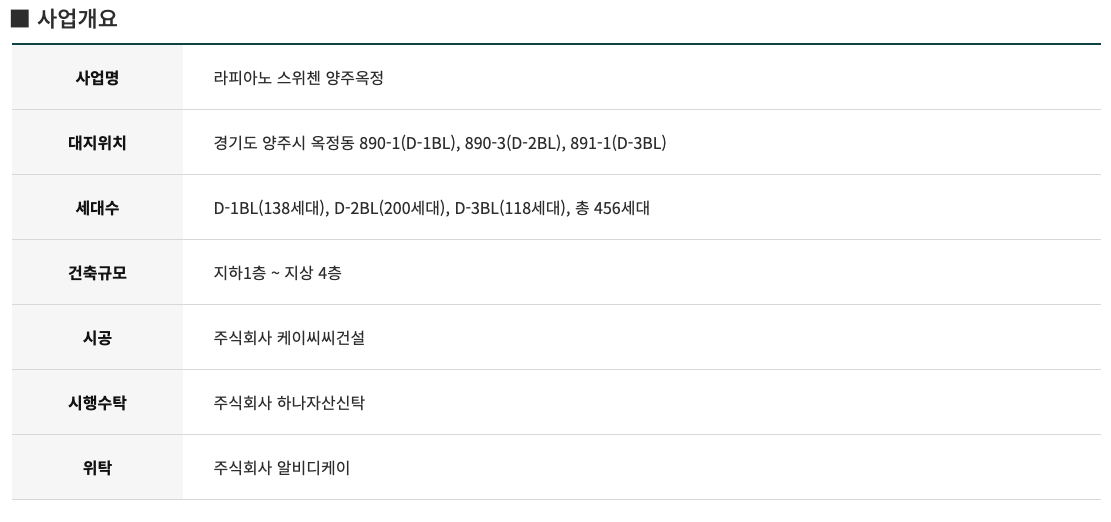 ■ 사업개요
사업명 라피아노 스위첸 양주옥정
대지위치 경기도 양주시 옥정동 890-1(D-1BL), 890-3(D-2BL), 891-1(D-3BL)
세대수 D-1BL(138세대), D-2BL(200세대), D-3BL(118세대), 총 456세대
건축규모 지하1층 ~ 지상 4층
시공 주식회사 케이씨씨건설
시행수탁 주식회사 하나자산신탁
위탁 주식회사 알비디케이